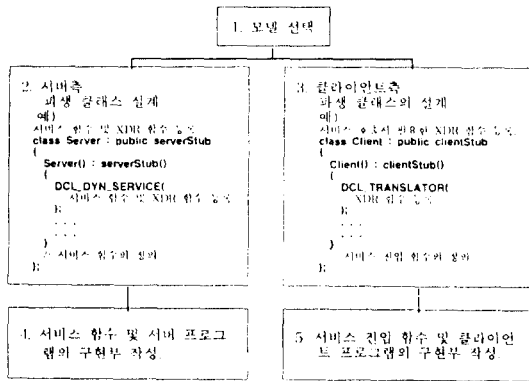 1. 모델 선택
2. 서버측
파생 클래스 설계
예)
서비스 함수 및 XDR 함수 등록
class Server : public serverStub
{
Server() : serverStub()
{
DCL_DYN_SERVICE(
서비스 함수 및 XDR 함수 등록
);
. . .
. . .
}
// 서비스 함수의 정의
};
3. 클라이언트측
파생 클래스의 설계
예)
서비스 호출시 필요한 XDR 함수 등록.
class Client : public clientStub
{
Client() : clientStub()
{
DCL_TRANSLATOR(
XDR 함수 등록
);
. . .
. . .
}
서비스 진입 함수의 정의
};
4. 서비스 함수 및 서버 프로그
램의 구현부 작성.
5. 서비스 진입 함수 및 클라이언
트 프로그램의 구현부 작성.